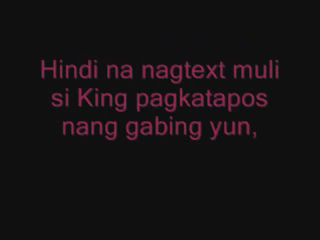 Hindi na nagtext muli
si King pagkatapos
nang gabing yun,